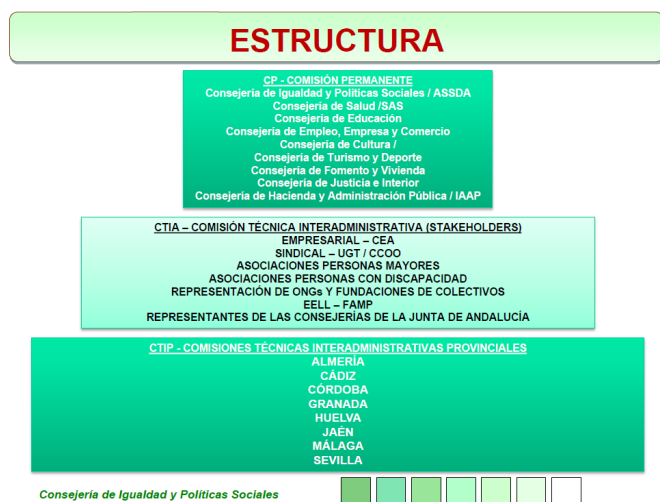 ESTRUCTURA
CP - COMISIÓN PERMANENTE
Consejería de Igualdad y Políticas Sociales / ASSDA
Consejería de Salud /SAS
Consejería de Educación
Consejería de Empleo, Empresa y Comercio
Consejería de Cultura /
Consejería de Turismo y Deporte
Consejería de Fomento y Vivienda
Consejería de Justicia e Interior
Consejería de Hacienda y Administración Pública / IAAP
CTIA – COMISIÓN TÉCNICA INTERADMINISTRATIVA (STAKEHOLDERS)
EMPRESARIAL – CEA
SINDICAL – UGT / CCOO
ASOCIACIONES PERSONAS MAYORES
ASOCIACIONES PERSONAS CON DISCAPACIDAD
REPRESENTACIÓN DE ONGs Y FUNDACIONES DE COLECTIVOS
EELL – FAMP
REPRESENTANTES DE LAS CONSEJERÍAS DE LA JUNTA DE ANDALUCÍA
CTIP - COMISIONES TÉCNICAS INTERADMINISTRATIVAS PROVINCIALES
ALMERÍA
CÁDIZ
CÓRDOBA
GRANADA
HUELVA
JAÉN
MÁLAGA
SEVILLA
Consejería de Igualdad y Políticas Sociales